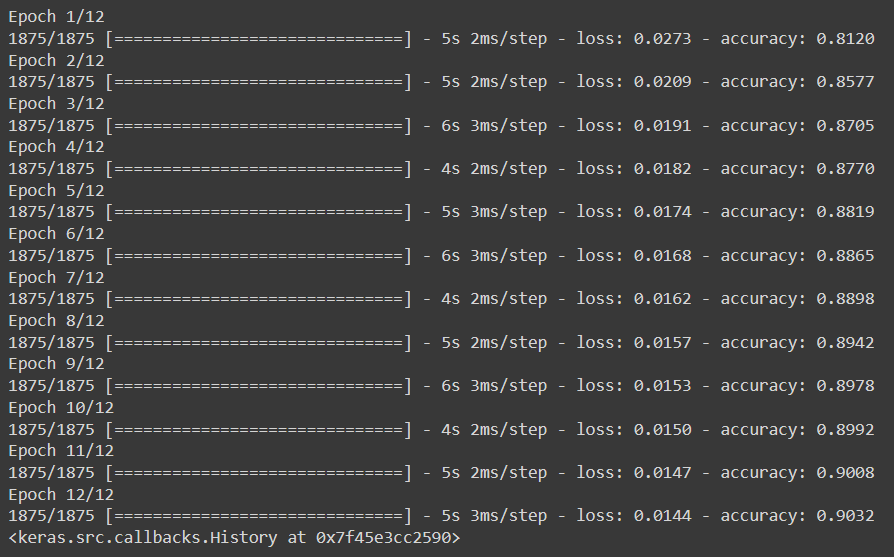 Epoch 1/12
1875/1875 [==============================] - 5s 2ms/step - loss: 0.0273 - accuracy: 0.8120
Epoch 2/12
1875/1875 [==============================] - 5s 2ms/step - loss: 0.0209 - accuracy: 0.8577
Epoch 3/12
1875/1875 [==============================] - 6s 3ms/step - loss: 0.0191 - accuracy: 0.8705
Epoch 4/12
1875/1875 [==============================] - 4s 2ms/step - loss: 0.0182 - accuracy: 0.8770
Epoch 5/12
1875/1875 [==============================] - 5s 3ms/step - loss: 0.0174 - accuracy: 0.8819
Epoch 6/12
1875/1875 [==============================] - 6s 3ms/step - loss: 0.0168 - accuracy: 0.8865
Epoch 7/12
1875/1875 [==============================] - 4s 2ms/step - loss: 0.0162 - accuracy: 0.8898
Epoch 8/12
1875/1875 [==============================] - 5s 2ms/step - loss: 0.0157 - accuracy: 0.8942
Epoch 9/12
1875/1875 [==============================] - 6s 3ms/step - loss: 0.0153 - accuracy: 0.8978
Epoch 10/12
1875/1875 [==============================] - 4s 2ms/step - loss: 0.0150 - accuracy: 0.8992
Epoch 11/12
1875/1875 [==============================] - 5s 2ms/step - loss: 0.0147 - accuracy: 0.9008
Epoch 12/12
1875/1875 [==============================] - 5s 3ms/step - loss: 0.0144 - accuracy: 0.9032
<keras.src.callbacks.History at 0x7f45e3cc2590>